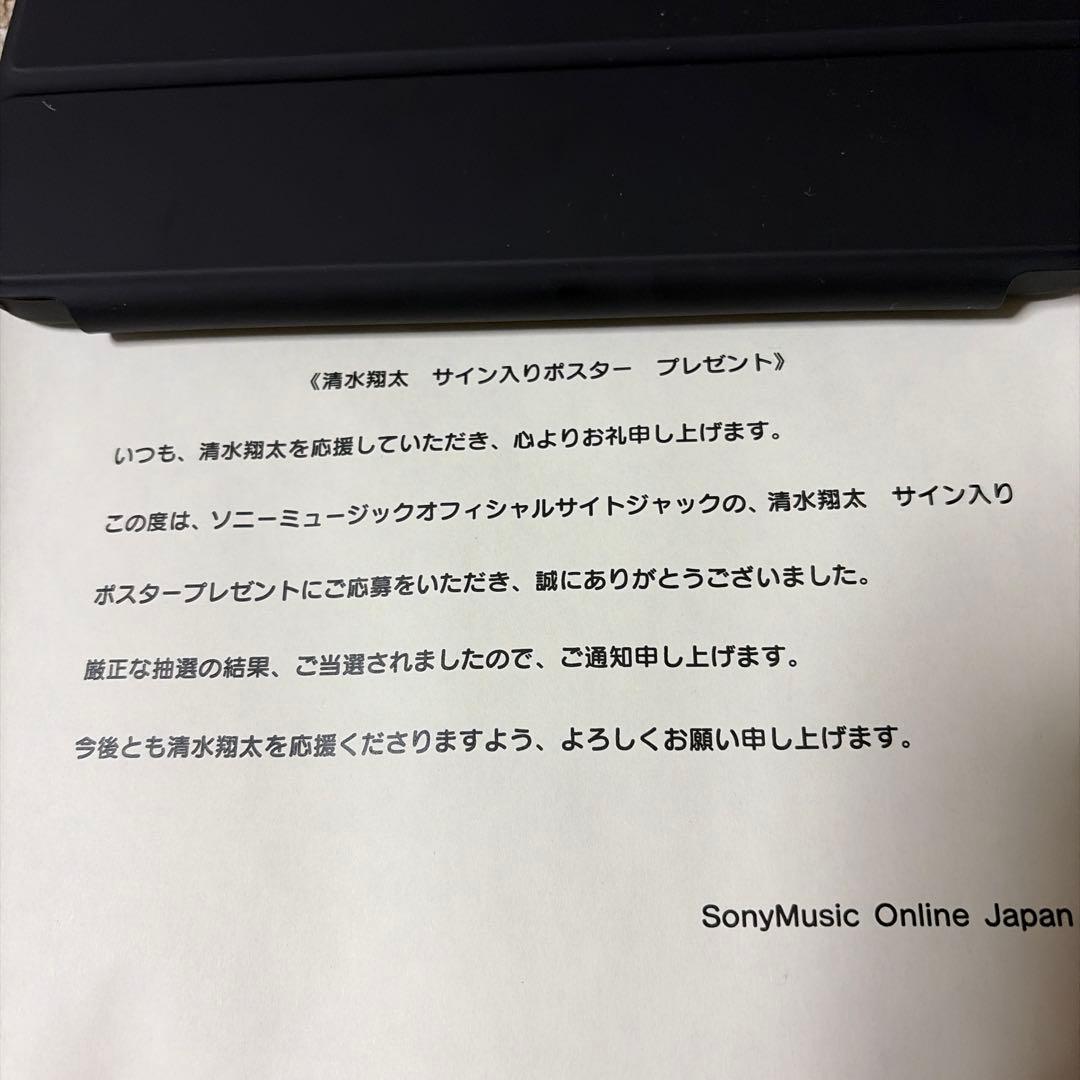 《清水翔太　サイン入りポスター　プレゼント》
いつも、清水翔太を応援していただき、心よりお礼申し上げます。
この度は、ソニーミュージックオフィシャルサイトジャックの、清水翔太　サイン入り
ポスタープレゼントにご応募をいただき、誠にありがとうございました。
厳正な抽選の結果、ご当選されましたので、ご通知申し上げます。
今後とも清水翔太を応援くださりますよう、よろしくお願い申し上げます。
SonyMusic Online Japan